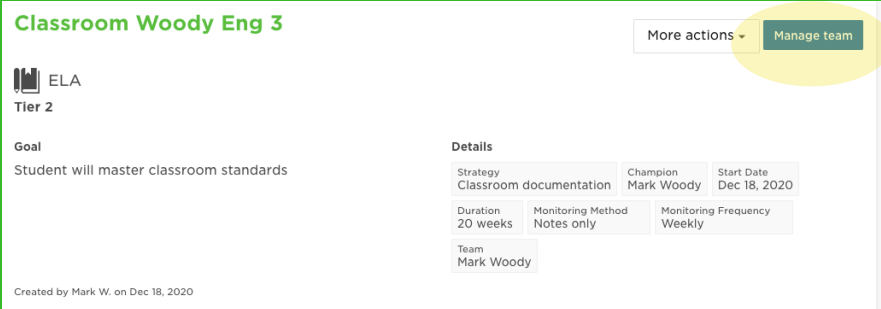 Classroom Woody Eng 3
More actions
Manage team
ELA
Tier 2
Goal
Student will master classroom standards
Details
Strategy
Classroom documentation
Champion
Mark Woody
Start Date
Dec 18, 2020
Duration
20 weeks
Monitoring Method
Notes only
Monitoring Frequency
Weekly
Team
Mark Woody
Created by Mark W. on Dec 18, 2020